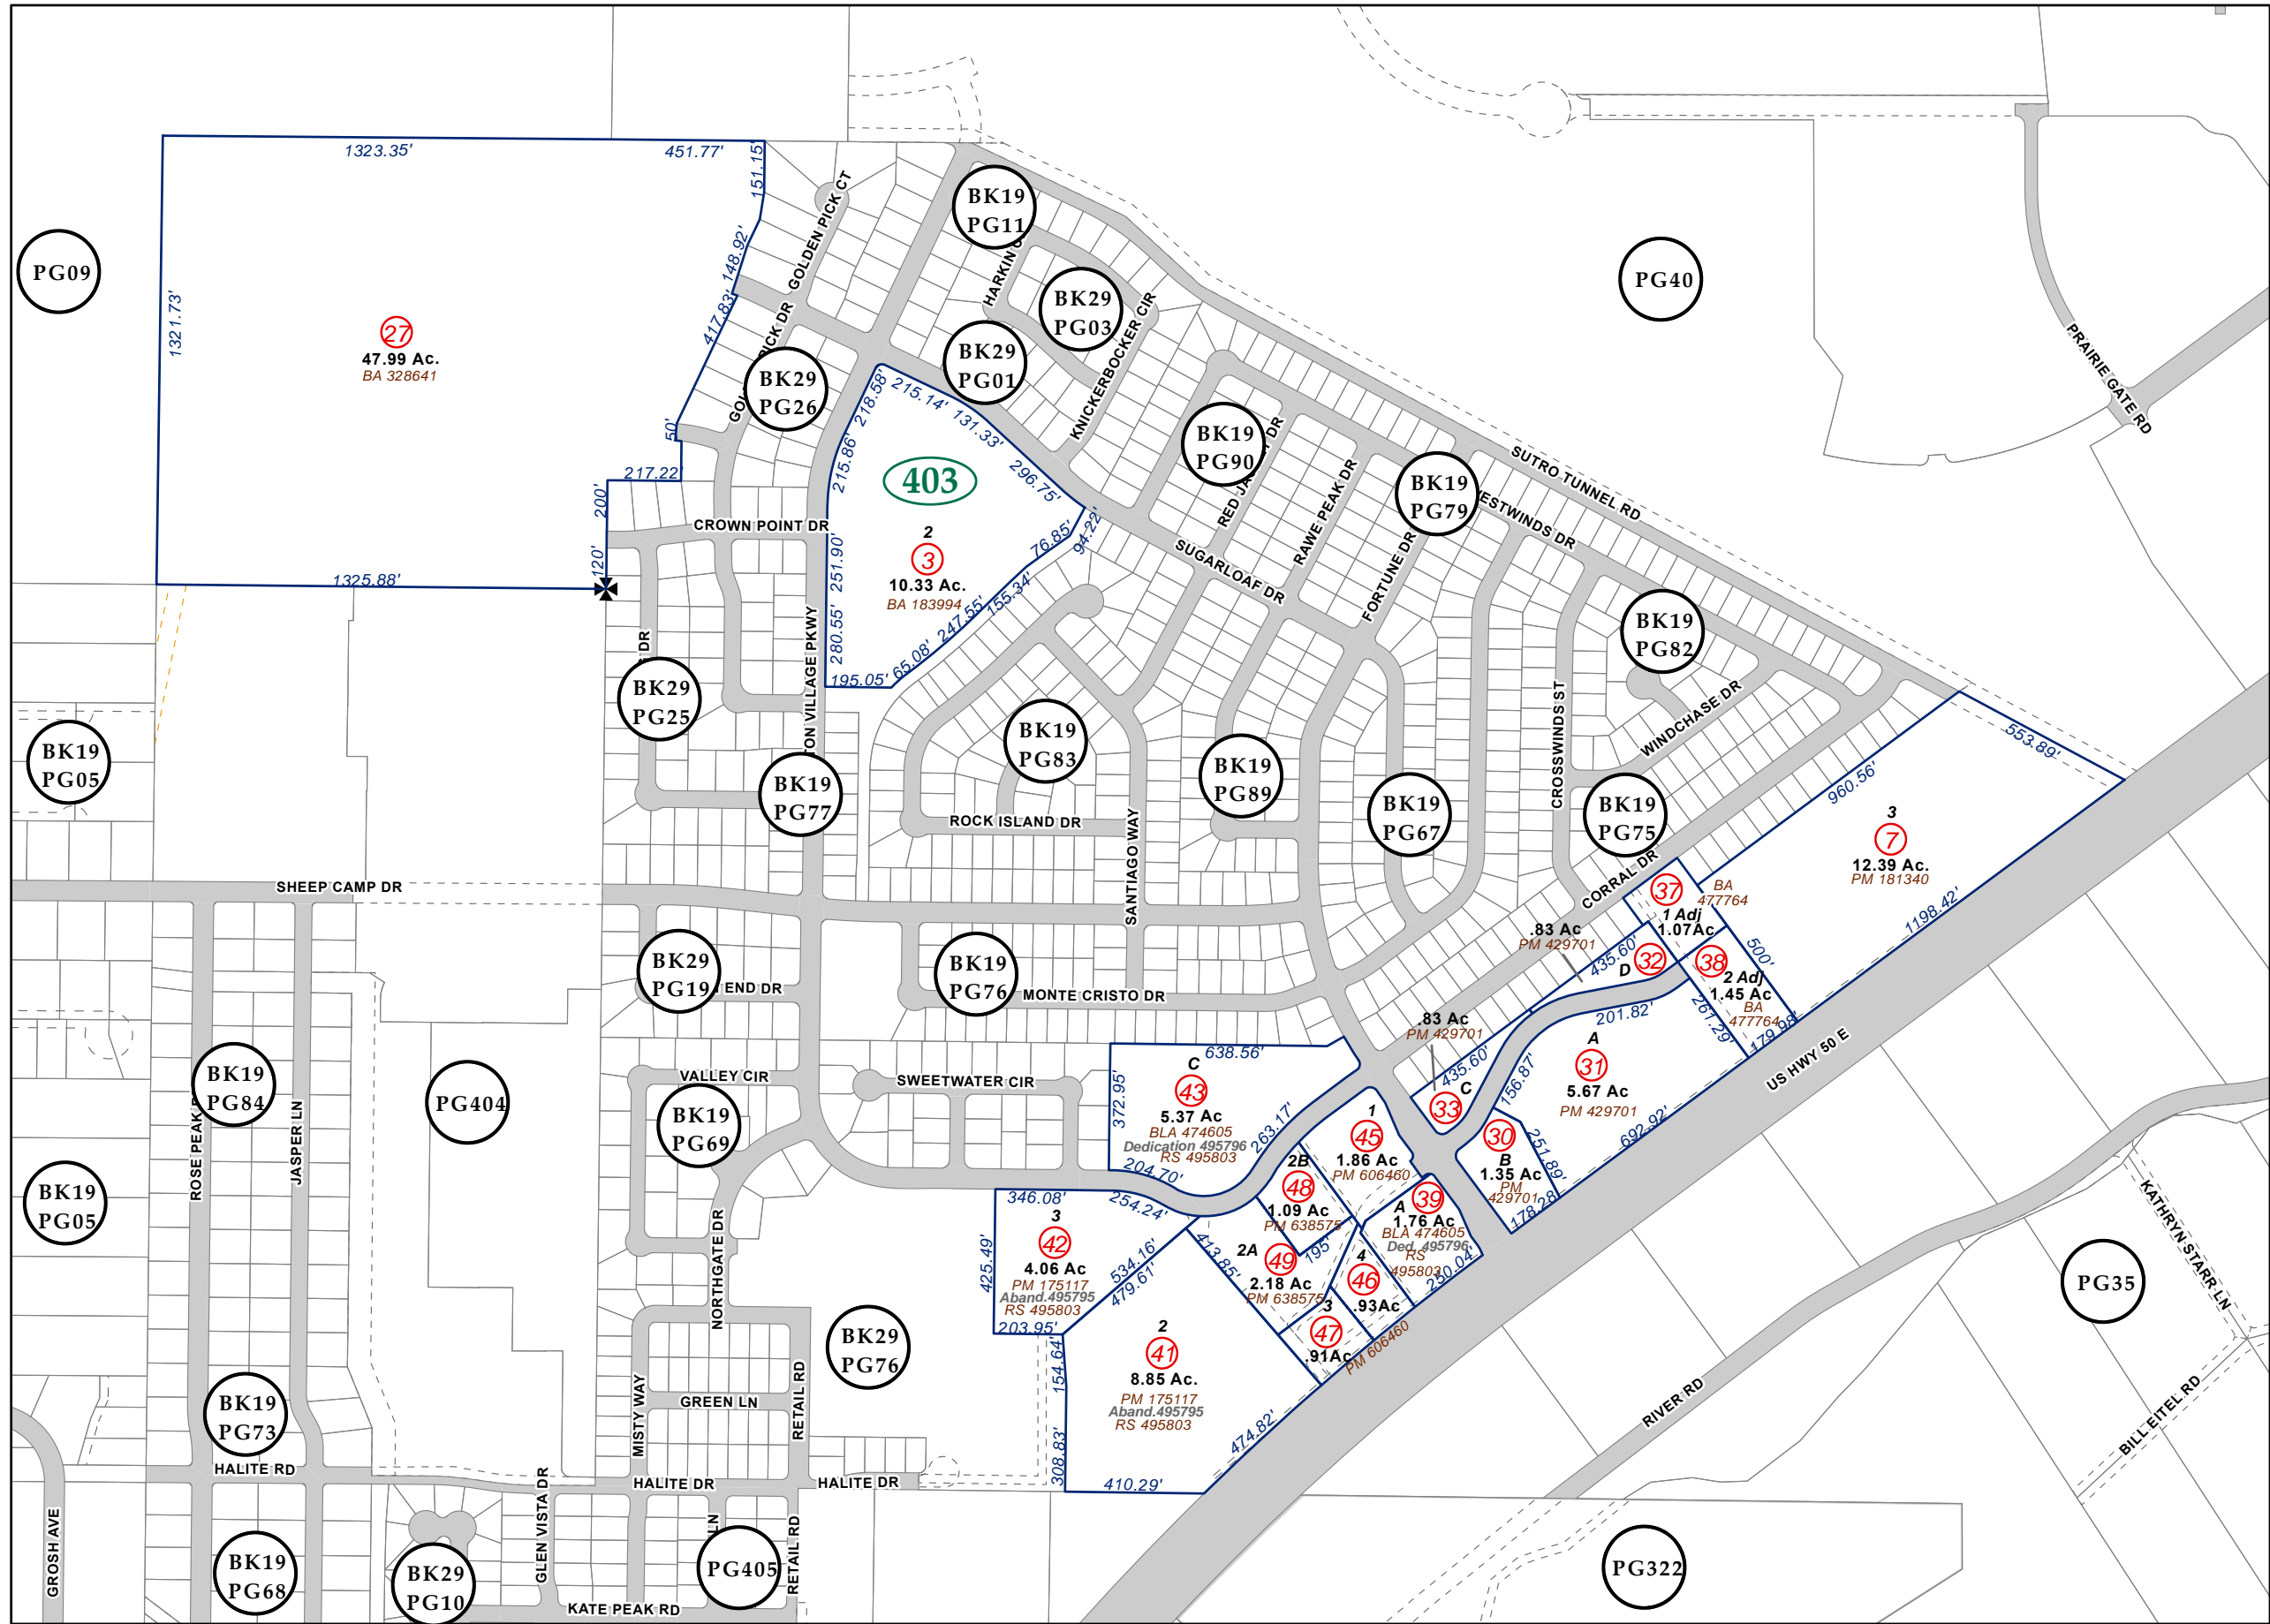 1323.35'
451.77'
151.15'
148.92'
417.83'
50'
217.22'
200'
120'
1325.88'
1321.73'
27
47.99 Ac.
BA 328641
PG09
GOLDEN PICK CT
BK19
PG11
BK29
PG03
KNICKERBOCKER CIR
BK29
PG01
BK29
PG26
PG40
PRAIRIE GATE RD
218.58'
215.14'
131.33'
296.75'
215.86'
251.90'
280.55'
195.05'
65.08'
247.55'
155.34'
76.85'
94.22'
403
2
3
10.33 Ac.
BA 183994
CROWN POINT DR
BK19
PG90
RAWE PEAK DR
FORTUNE DR
BK19
PG79
SUTRO TUNNEL RD
SUGARLOAF DR
BK19
PG82
WINDCHASE DR
CROSSWINDS ST
BK29
PG25
BK19
PG77
BK19
PG05
BK19
PG83
ROCK ISLAND DR
SANTIAGO WAY
BK19
PG89
BK19
PG67
BK19
PG75
CORRAL DR
553.89'
960.56'
3
7
12.39 Ac.
PM 181340
1198.42'
SHEEP CAMP DR
37
BA
477764
1 Adj
1.07Ac
38
2 Adj
1.45 Ac
BA
477764
500'
179.98'
261.29'
.83 Ac
PM 429701
435.60'
32
D
201.82'
A
31
5.67 Ac
PM 429701
692.92'
156.87'
.83 Ac
PM 429701
435.60'
C
33
30
B
1.35 Ac
PM
429701
251.89'
178.28'
US HWY 50 E
BK29
PG19
BK19
PG76
MONTE CRISTO DR
BK19
PG84
ROSE PEAK
JASPER LN
PG404
VALLEY CIR
BK19
PG69
SWEETWATER CIR
638.56'
372.95'
C
43
5.37 Ac
BLA 474605
Dedication 495796
RS 495803
204.70'
263.17'
254.24'
1
45
1.86 Ac
PM 606460
2B
48
1.09 Ac
PM 638575
2A
49
2.18 Ac
PM 638575
195'
413.85'
39
A
1.76 Ac
BLA 474605
Ded. 495796
RS
495803
250.04'
4
46
.93Ac
3
47
.91Ac
PM 606460
346.08'
425.49'
3
42
4.06 Ac
PM 175117
Aband.495795
RS 495803
203.95'
534.16'
479.61'
2
41
8.85 Ac.
PM 175117
Aband.495795
RS 495803
154.64'
308.83'
410.29'
474.82'
BK19
PG05
NORTHGATE DR
MISTY WAY
GREEN LN
RETAIL RD
BK29
PG76
BK19
PG73
HALITE RD
HALITE DR
HALITE DR
GROSH AVE
BK19
PG68
BK29
PG10
GLEN VISTA DR
KATE PEAK RD
PG405
RETAIL RD
RIVER RD
KATHRYN STARR LN
PG35
BILL EITEL RD
PG322